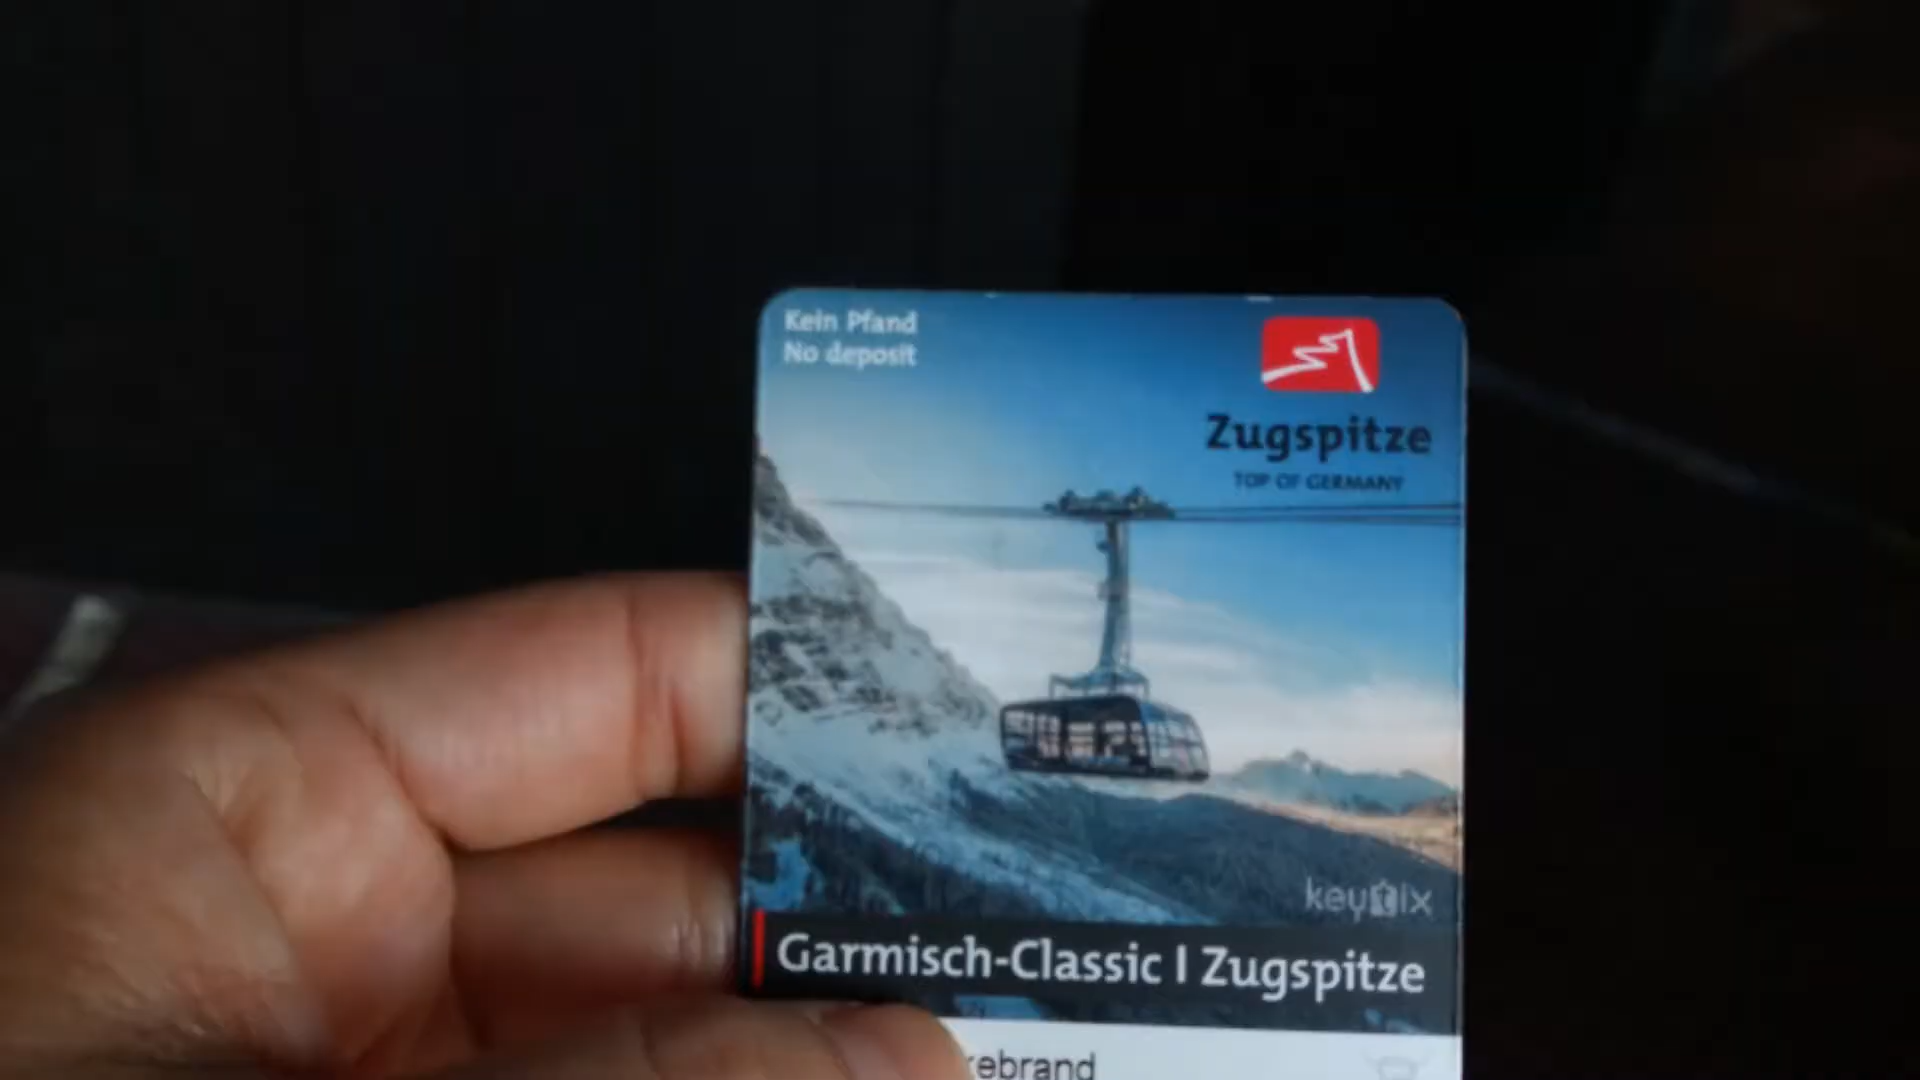 Kein Pfand
No deposit
Zugspitze
TOP OF GERMANY
keytix
Garmisch-Classic | Zugspitze